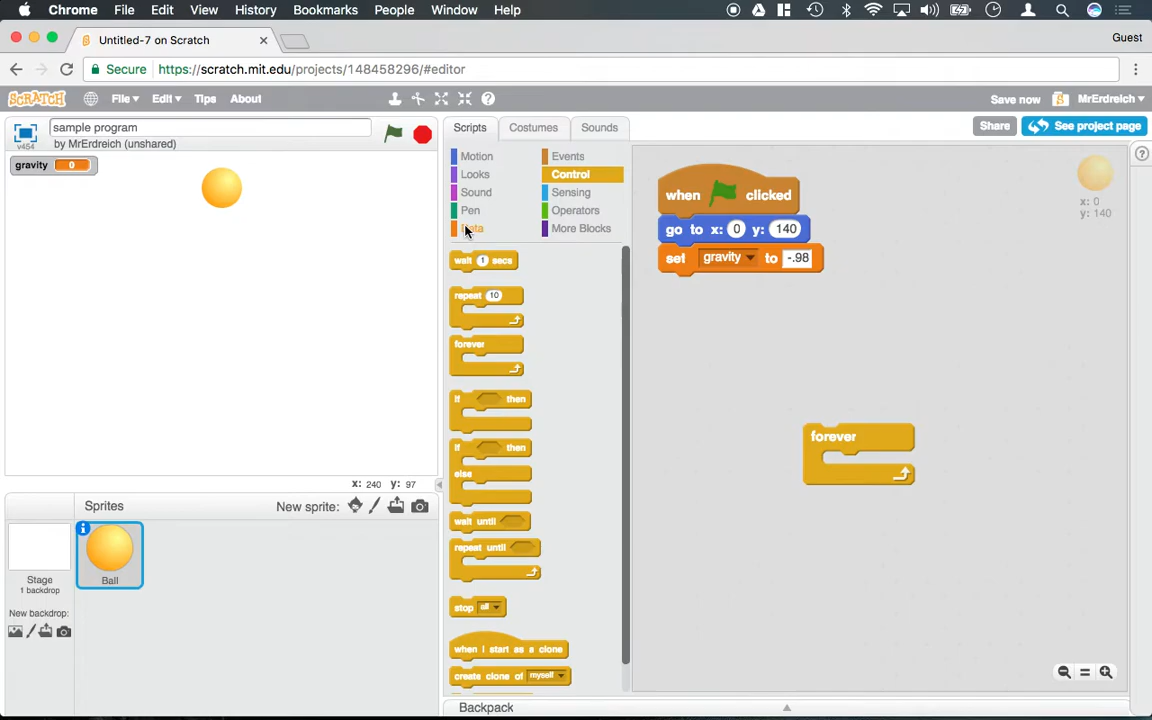 Chrome File Edit View History Bookmarks People Window Help
Untitled-7 on Scratch
Guest
Secure https://scratch.mit.edu/projects/148458296/#editor
SCRATCH File Edit Tips About Save now MrErdreich
sample program
by MrErdreich (unshared)
v454
Scripts Costumes Sounds
Share See project page
gravity 0
Motion Events
Looks Control
Sound Sensing
Pen Operators
Data More Blocks
x: 0
y: 140
when clicked
go to x: 0 y: 140
set gravity to -.98
wait 1 secs
repeat 10
forever
if then
if then
else
wait until
repeat until
stop all
when I start as a clone
create clone of myself
forever
x: 240 y: 97
Sprites New sprite:
Stage
1 backdrop
Ball
New backdrop:
Backpack